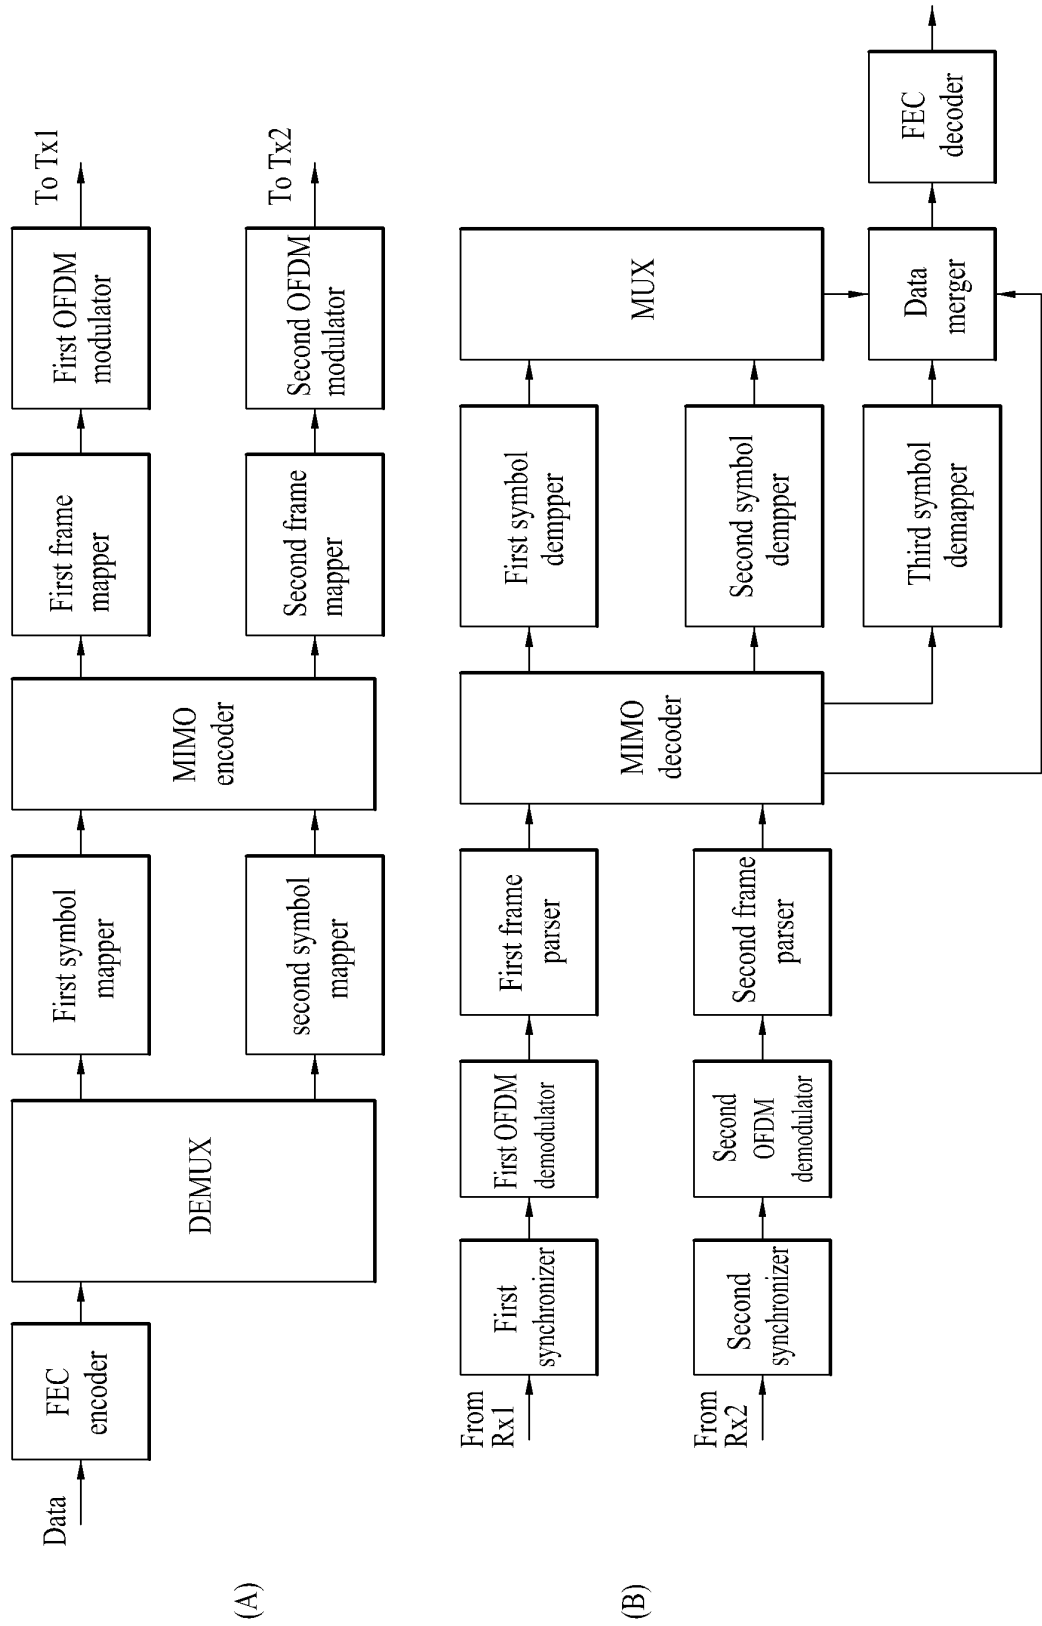 (A)
Data
FEC
encoder
DEMUX
First symbol
mapper
second symbol
mapper
MIMO
encoder
First frame
mapper
Second frame
mapper
First OFDM
modulator
Second OFDM
modulator
To Tx1
To Tx2
(B)
From
Rx1
From
Rx2
First
synchronizer
Second
synchronizer
First OFDM
demodulator
Second
OFDM
demodulator
First frame
parser
Second frame
parser
MIMO
decoder
First symbol
dempper
Second symbol
dempper
Third symbol
demapper
MUX
Data
merger
FEC
decoder